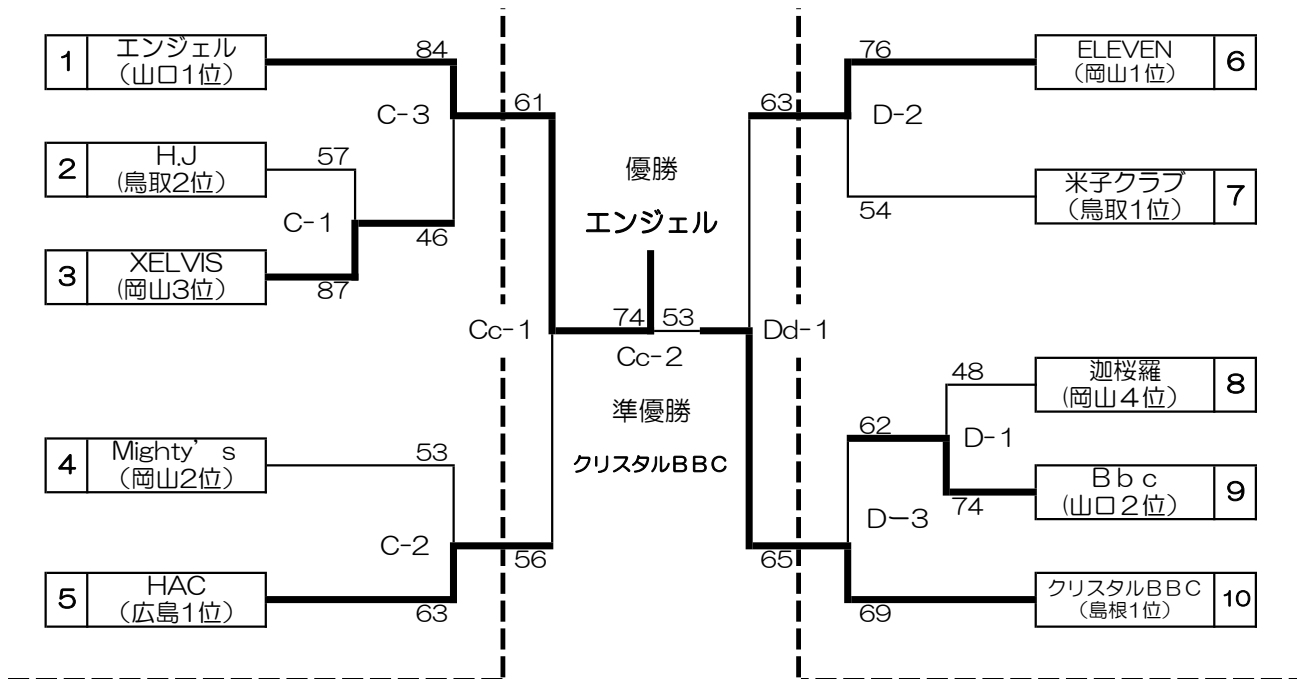 1
エンジェル
(山口1位)
84
C-3
61
2
H.J
(鳥取2位)
57
C-1
46
3
XELVIS
(岡山3位)
87
Cc-1
4
Mighty’s
(岡山2位)
53
C-2
56
5
HAC
(広島1位)
63
優勝
エンジェル
74
53
Cc-2
準優勝
クリスタルBBC
76
ELEVEN
(岡山1位)
6
63
D-2
54
米子クラブ
(鳥取1位)
7
Dd-1
48
迦桜羅
(岡山4位)
8
62
D-1
74
Bbc
(山口2位)
9
D-3
65
69
クリスタルBBC
(島根1位)
10